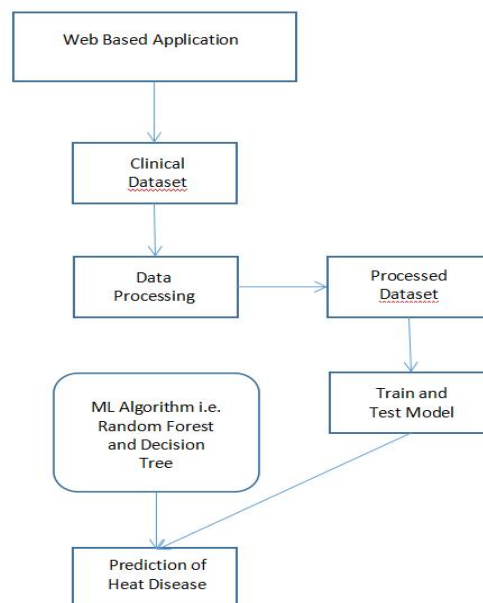 Web Based Application
Clinical
Dataset
Data
Processing
Processed
Dataset
ML Algorithm i.e.
Random Forest
and Decision
Tree
Train and
Test Model
Prediction of
Heat Disease